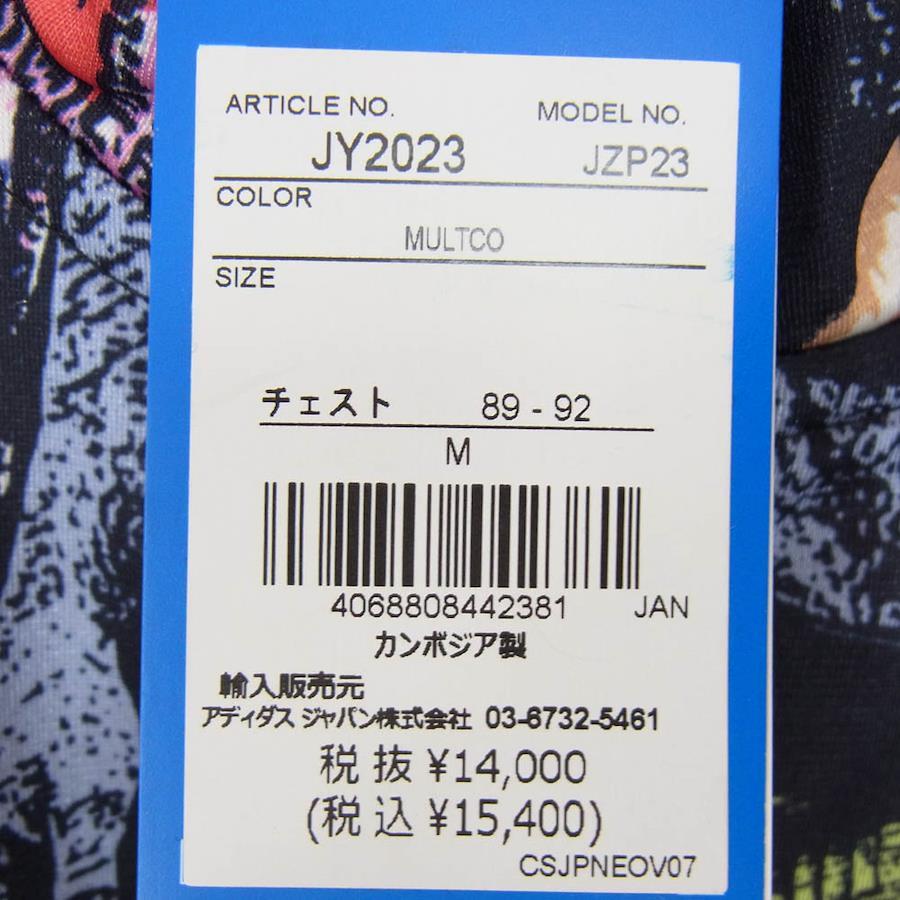 ARTICLE NO. MODEL NO.
JY2023 JZP23
COLOR
MULTCO
SIZE
チェスト 89 - 92
M
4068808442381 JAN
カンボジア製
輸入販売元
アディダス ジャパン株式会社 03-6732-5461
税 抜 ¥14,000
(税 込 ¥15,400)
CSJPNEOV07